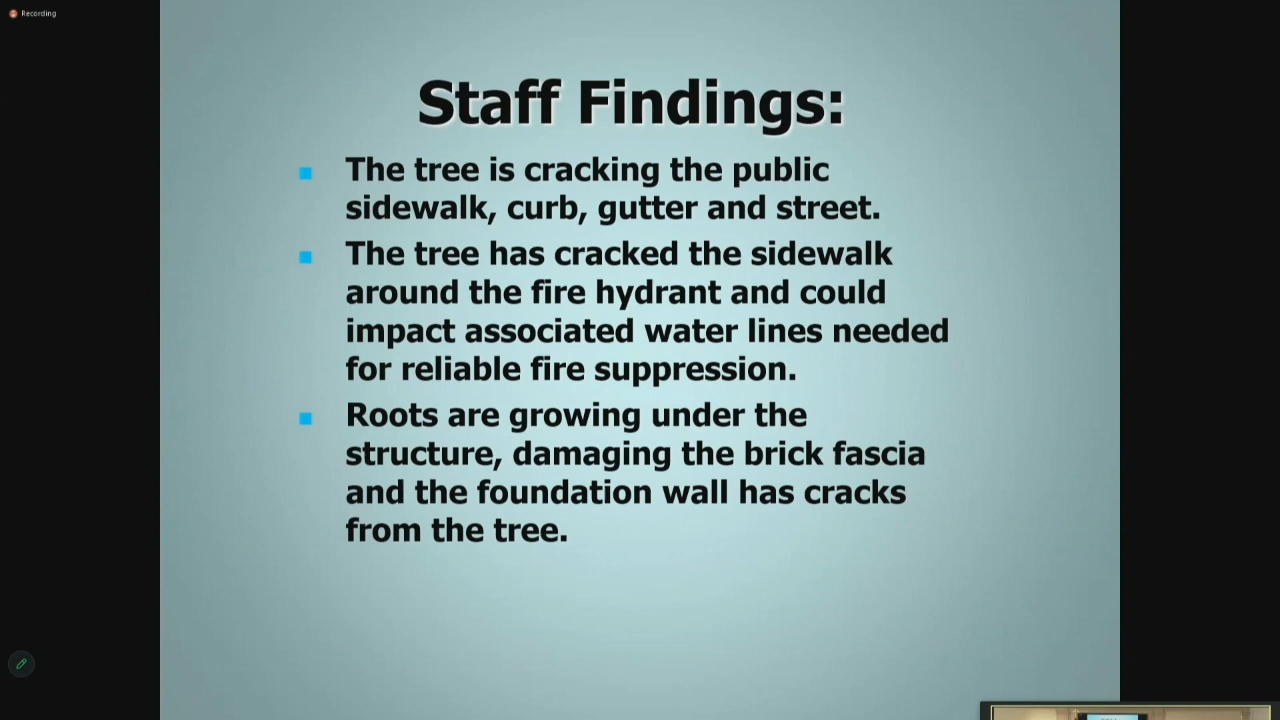 Recording
Staff Findings:
The tree is cracking the public
sidewalk, curb, gutter and street.
The tree has cracked the sidewalk
around the fire hydrant and could
impact associated water lines needed
for reliable fire suppression.
Roots are growing under the
structure, damaging the brick fascia
and the foundation wall has cracks
from the tree.